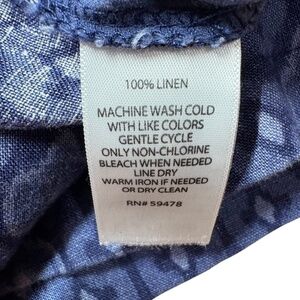 100% LINEN
MACHINE WASH COLD
WITH LIKE COLORS
GENTLE CYCLE
ONLY NON-CHLORINE
BLEACH WHEN NEEDED
LINE DRY
WARM IRON IF NEEDED
OR DRY CLEAN
RN# 59478